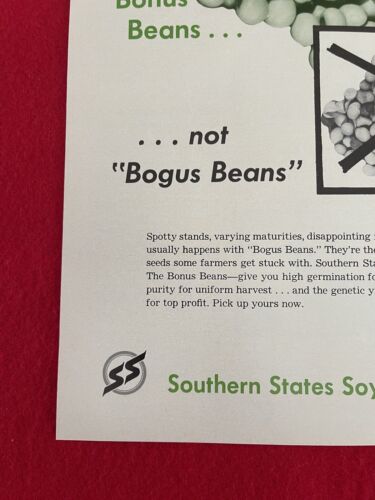 Bonus
Beans . . .
. . . not
"Bogus Beans"
Spotty stands, varying maturities, disappointing
usually happens with "Bogus Beans." They're the
seeds some farmers get stuck with. Southern Sta
The Bonus Beans—give you high germination fo
purity for uniform harvest . . . and the genetic y
for top profit. Pick up yours now.
SS
Southern States Soy